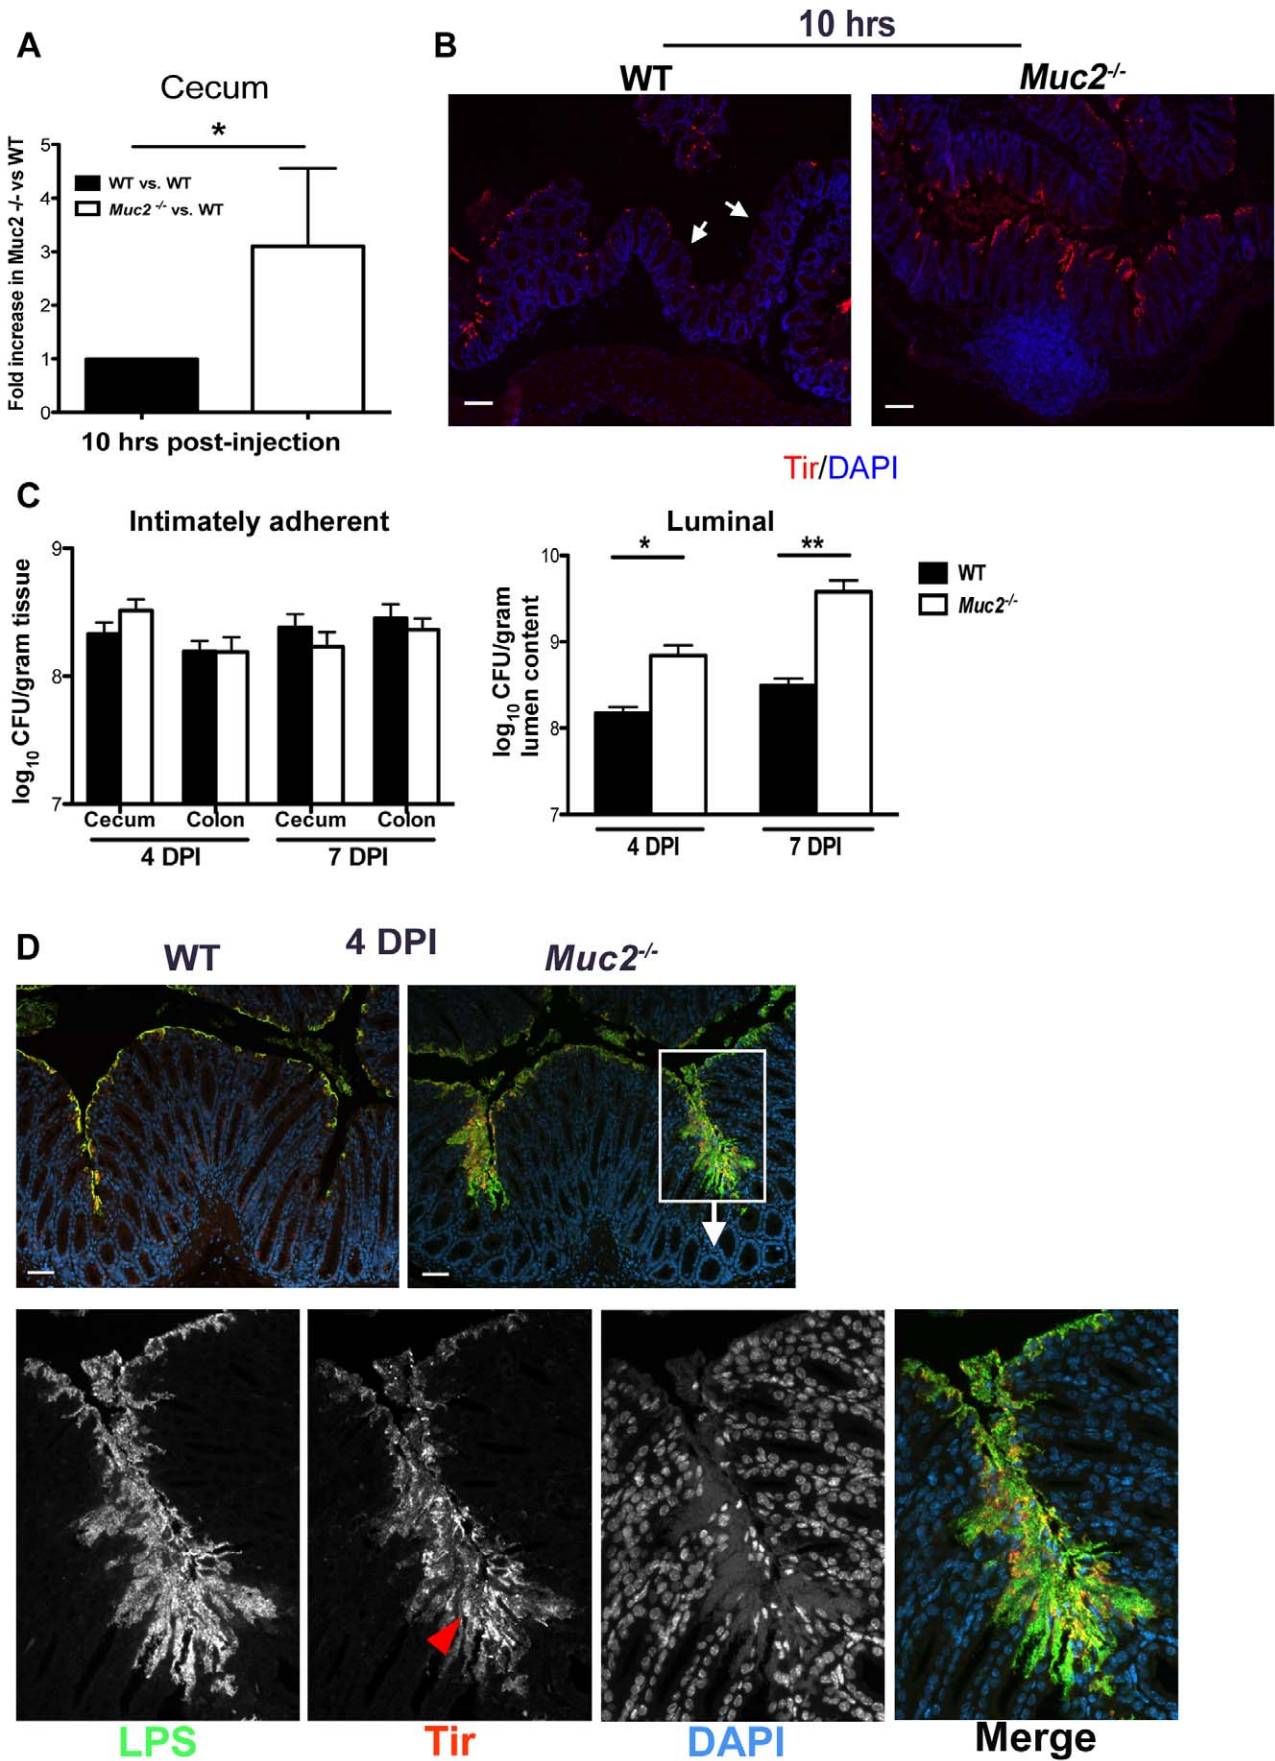 A
Cecum
*
Fold increase in Muc2 -/- vs WT
5
4
3
2
1
0
WT vs. WT
Muc2 -/- vs. WT
10 hrs post-injection
B
10 hrs
WT
Muc2-/-
Tir/DAPI
C
Intimately adherent
log10 CFU/gram tissue
9
8
7
Cecum Colon Cecum Colon
4 DPI 7 DPI
Luminal
* **
log10 CFU/gram
lumen content
10
9
8
7
4 DPI 7 DPI
WT
Muc2-/-
D
4 DPI
WT
Muc2-/-
LPS Tir DAPI Merge